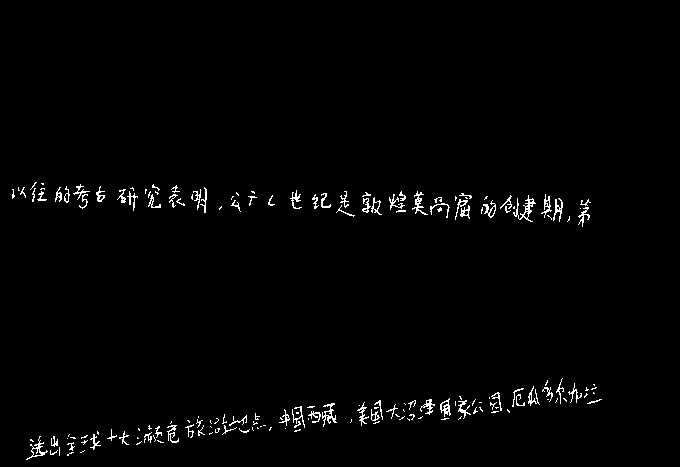 以往的考古研究表明,公元世纪是敦煌莫高窟的创建期,第
选出全球十大濒危旅游地点,中国西藏,美国大沼泽国家公园、厄瓜多尔加拉